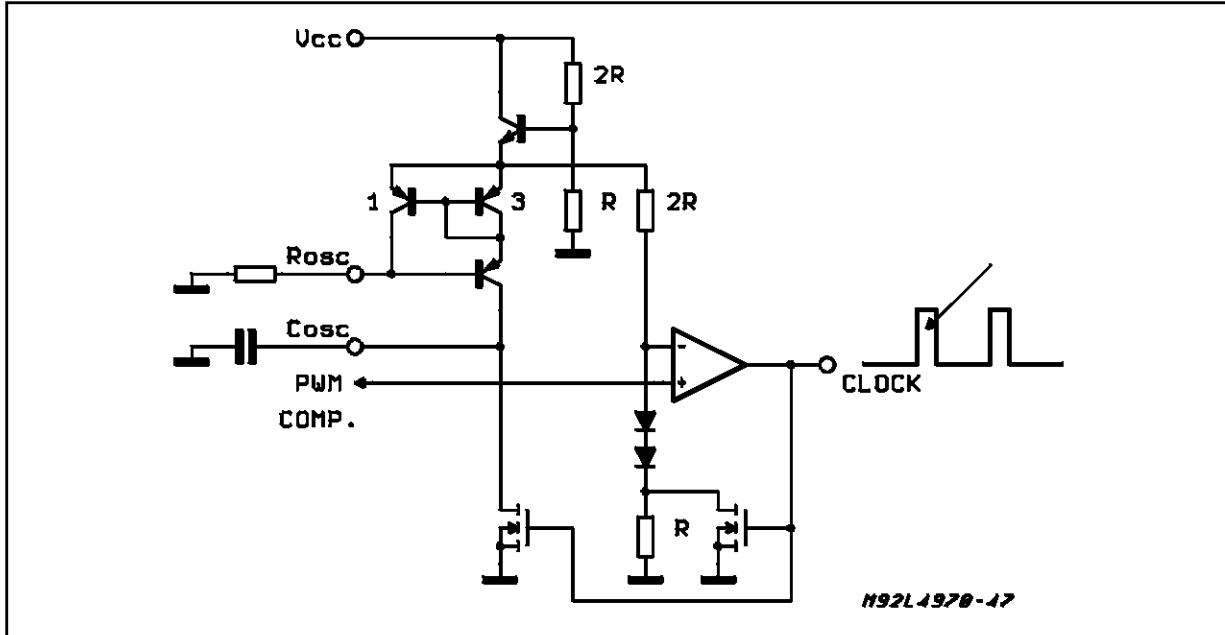 Vcc
2R
1
3
R
2R
Rosc
Cosc
PWM
COMP.
-
+
CLOCK
R
M92L4970-47